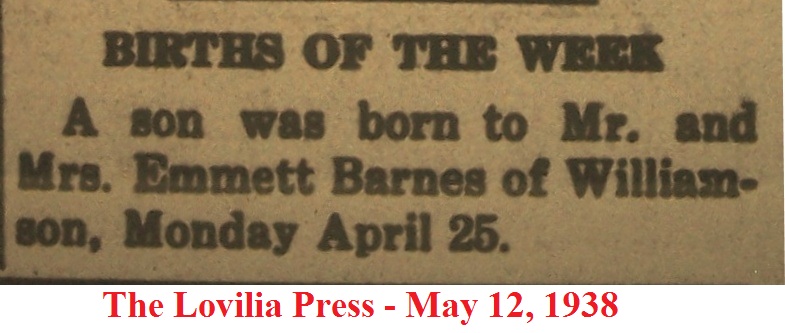 BIRTHS OF THE WEEK
A son was born to Mr. and
Mrs. Emmett Barnes of William-
son, Monday April 25.
The Lovilia Press - May 12, 1938